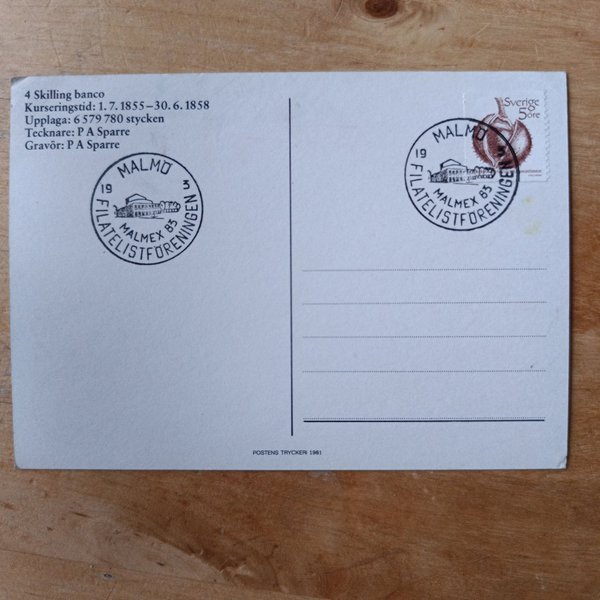 4 Skilling banco
Kurseringstid: 1.7.1855–30.6.1858
Upplaga: 6 579 780 stycken
Tecknare: P A Sparre
Gravör: P A Sparre
MALMÖ
19 3
MALMEX 83
FILATELISTFÖRENINGEN
Sverige
5 öre
MALMÖ
19 3
MALMEX 83
FILATELISTFÖRENINGEN
POSTENS TRYCKERI 1981